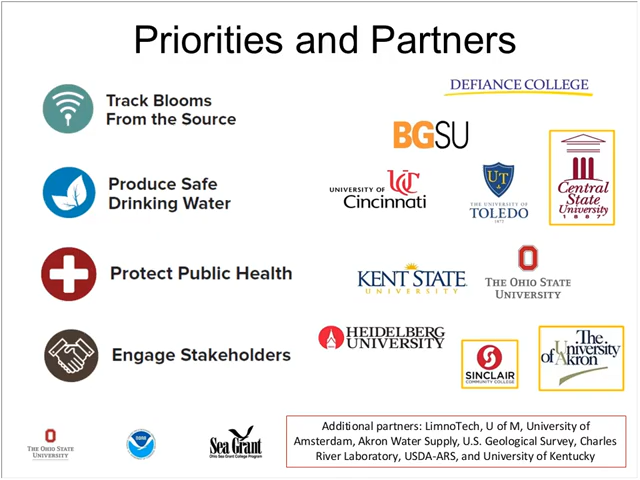 Priorities and Partners
Track Blooms
From the Source
Produce Safe
Drinking Water
Protect Public Health
Engage Stakeholders
DEFIANCE COLLEGE
BGSU
UNIVERSITY OF
UC
Cincinnati
UT
THE UNIVERSITY OF
TOLEDO
1872
Central
State
University
1887
KENT STATE
UNIVERSITY
THE OHIO STATE
UNIVERSITY
HEIDELBERG
UNIVERSITY
S
SINCLAIR
COMMUNITY COLLEGE
The
University
of Akron
THE OHIO STATE
UNIVERSITY
NOAA
Sea Grant
Ohio Sea Grant College Program
Additional partners: LimnoTech, U of M, University of
Amsterdam, Akron Water Supply, U.S. Geological Survey, Charles
River Laboratory, USDA-ARS, and University of Kentucky